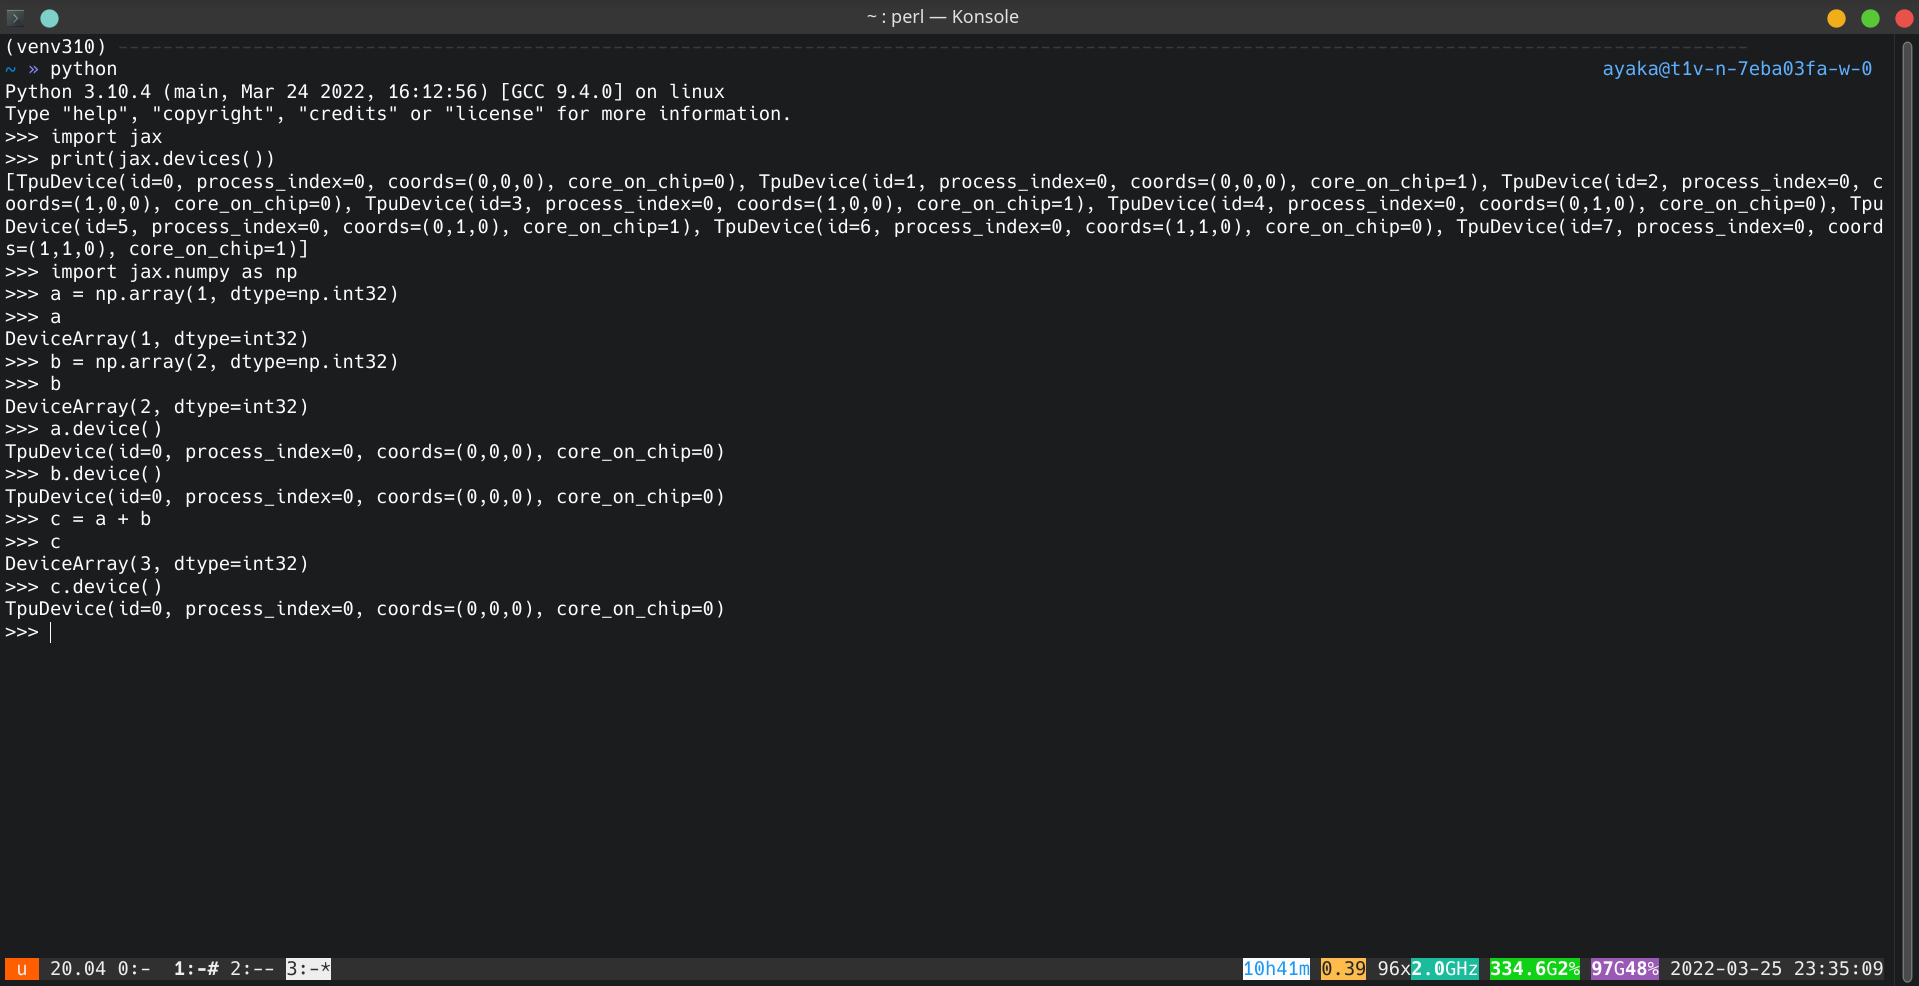 ~ : perl — Konsole
(venv310)
~ » python ayaka@t1v-n-7eba03fa-w-0
Python 3.10.4 (main, Mar 24 2022, 16:12:56) [GCC 9.4.0] on linux
Type "help", "copyright", "credits" or "license" for more information.
>>> import jax
>>> print(jax.devices())
[TpuDevice(id=0, process_index=0, coords=(0,0,0), core_on_chip=0), TpuDevice(id=1, process_index=0, coords=(0,0,0), core_on_chip=1), TpuDevice(id=2, process_index=0, c
oords=(1,0,0), core_on_chip=0), TpuDevice(id=3, process_index=0, coords=(1,0,0), core_on_chip=1), TpuDevice(id=4, process_index=0, coords=(0,1,0), core_on_chip=0), Tpu
Device(id=5, process_index=0, coords=(0,1,0), core_on_chip=1), TpuDevice(id=6, process_index=0, coords=(1,1,0), core_on_chip=0), TpuDevice(id=7, process_index=0, coord
s=(1,1,0), core_on_chip=1)]
>>> import jax.numpy as np
>>> a = np.array(1, dtype=np.int32)
>>> a
DeviceArray(1, dtype=int32)
>>> b = np.array(2, dtype=np.int32)
>>> b
DeviceArray(2, dtype=int32)
>>> a.device()
TpuDevice(id=0, process_index=0, coords=(0,0,0), core_on_chip=0)
>>> b.device()
TpuDevice(id=0, process_index=0, coords=(0,0,0), core_on_chip=0)
>>> c = a + b
>>> c
DeviceArray(3, dtype=int32)
>>> c.device()
TpuDevice(id=0, process_index=0, coords=(0,0,0), core_on_chip=0)
>>>
u 20.04 0:- 1:-# 2:-- 3:-* 10h41m 0.39 96x2.0GHz 334.6G2% 97G48% 2022-03-25 23:35:09